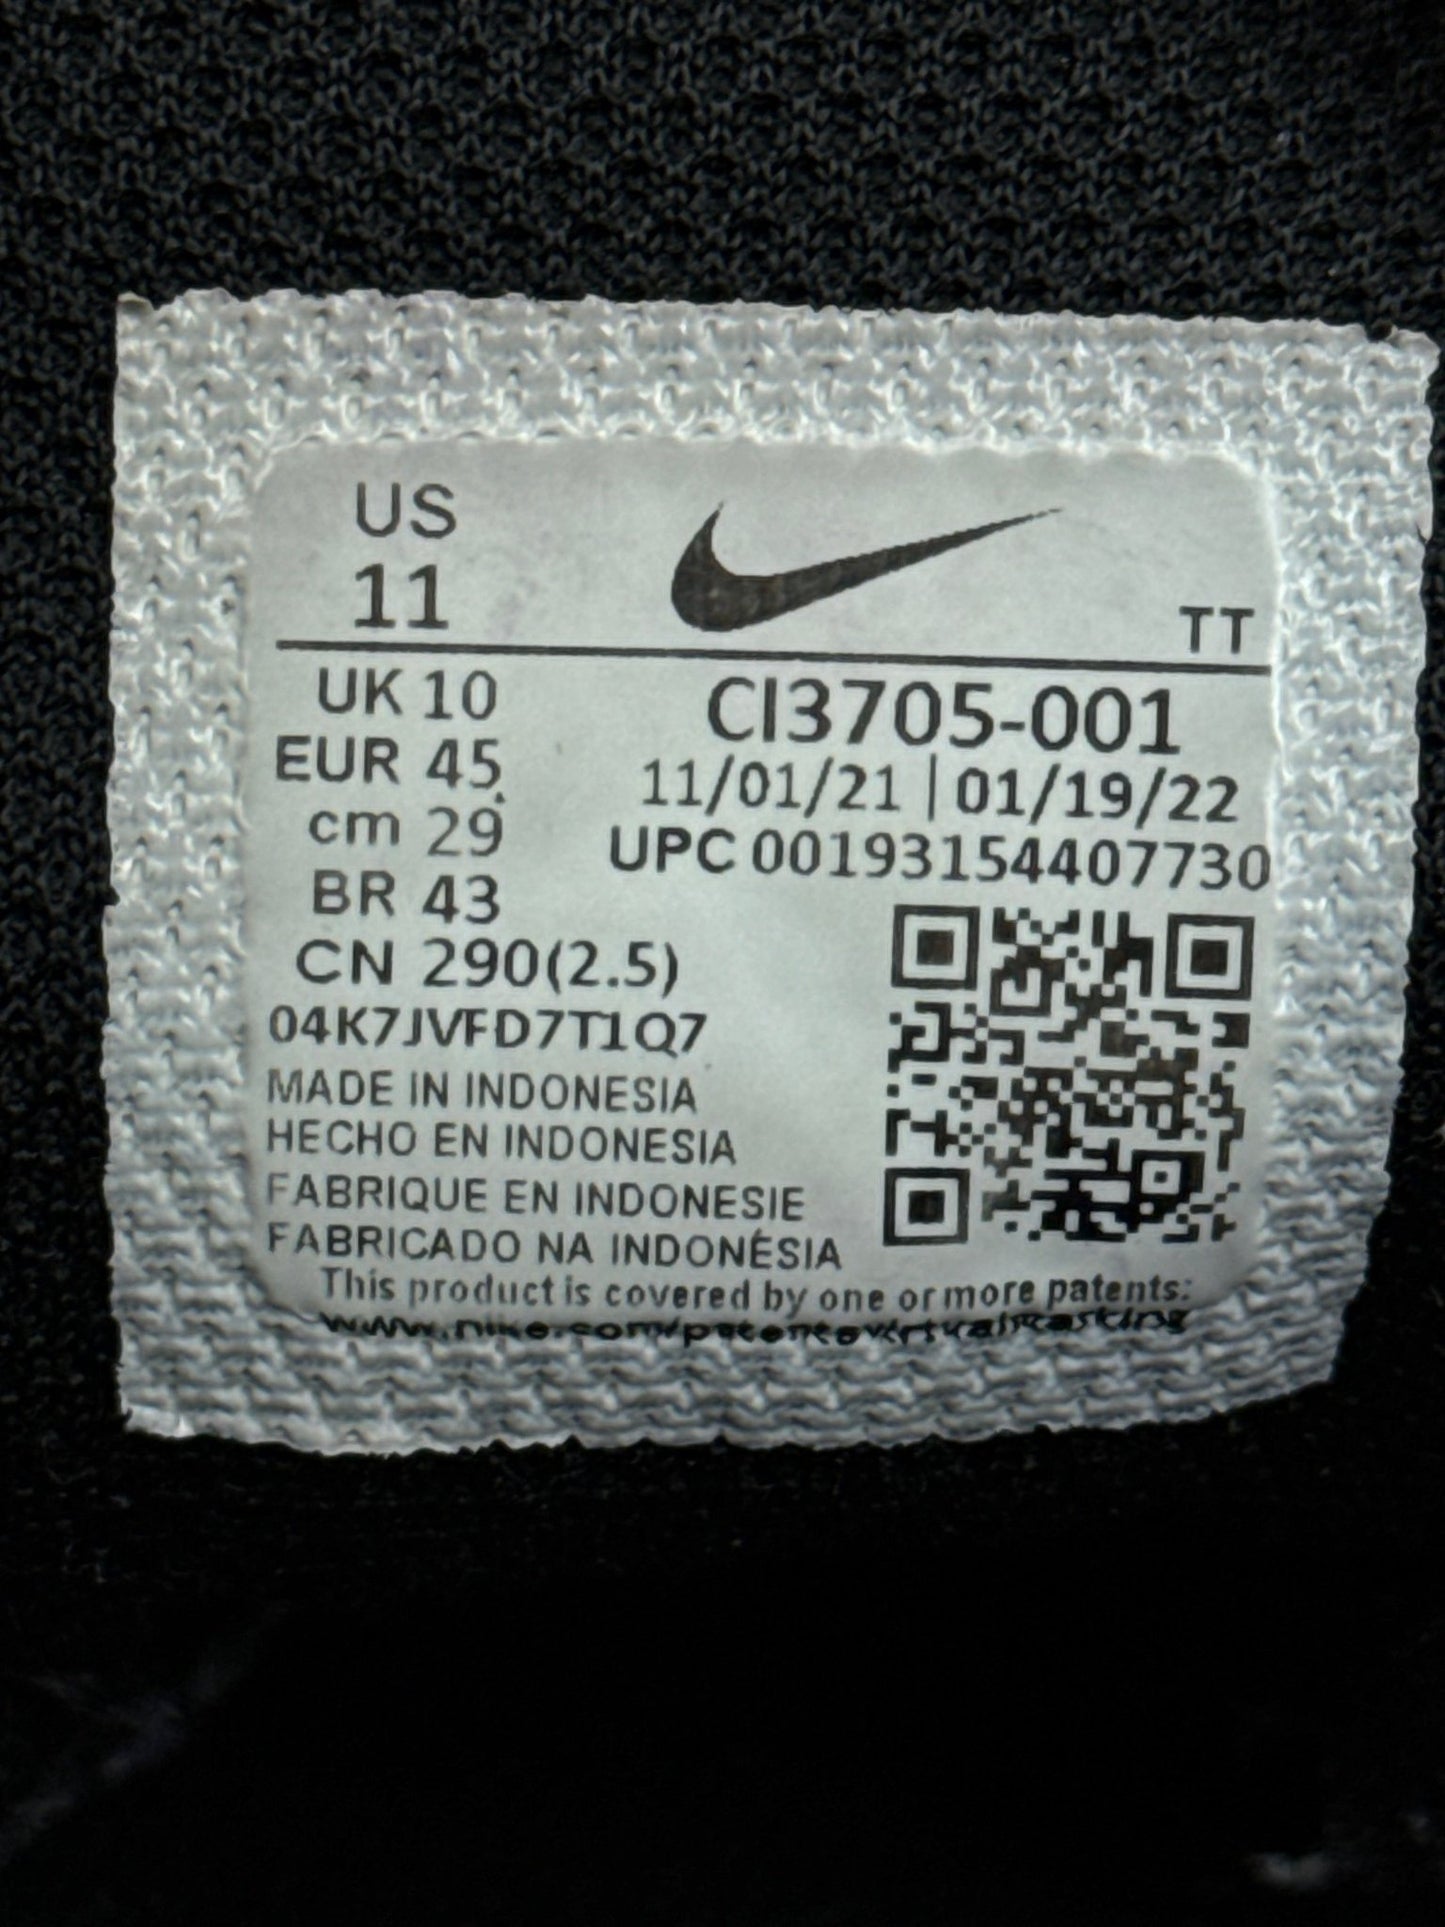 US
11
TT
UK 10
EUR 45
cm 29
BR 43
CN 290(2.5)
CI3705-001
11/01/21 | 01/19/22
UPC 00193154407730
04K7JVFD7T1Q7
MADE IN INDONESIA
HECHO EN INDONESIA
FABRIQUE EN INDONESIE
FABRICADO NA INDONÉSIA
This product is covered by one or more patents: